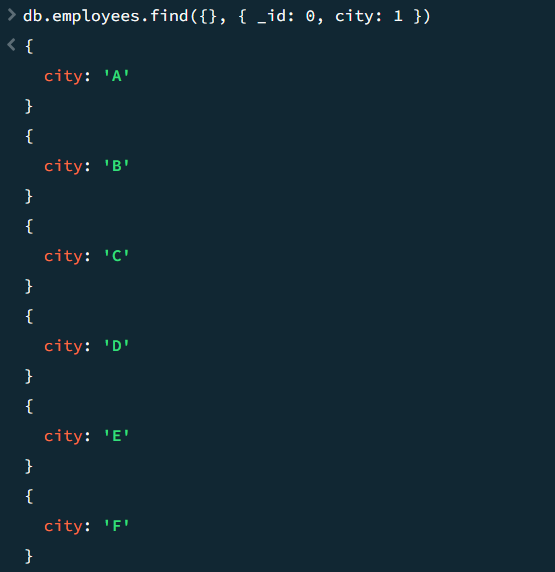 > db.employees.find({}, { _id: 0, city: 1 })
< {
city: 'A'
}
{
city: 'B'
}
{
city: 'C'
}
{
city: 'D'
}
{
city: 'E'
}
{
city: 'F'
}